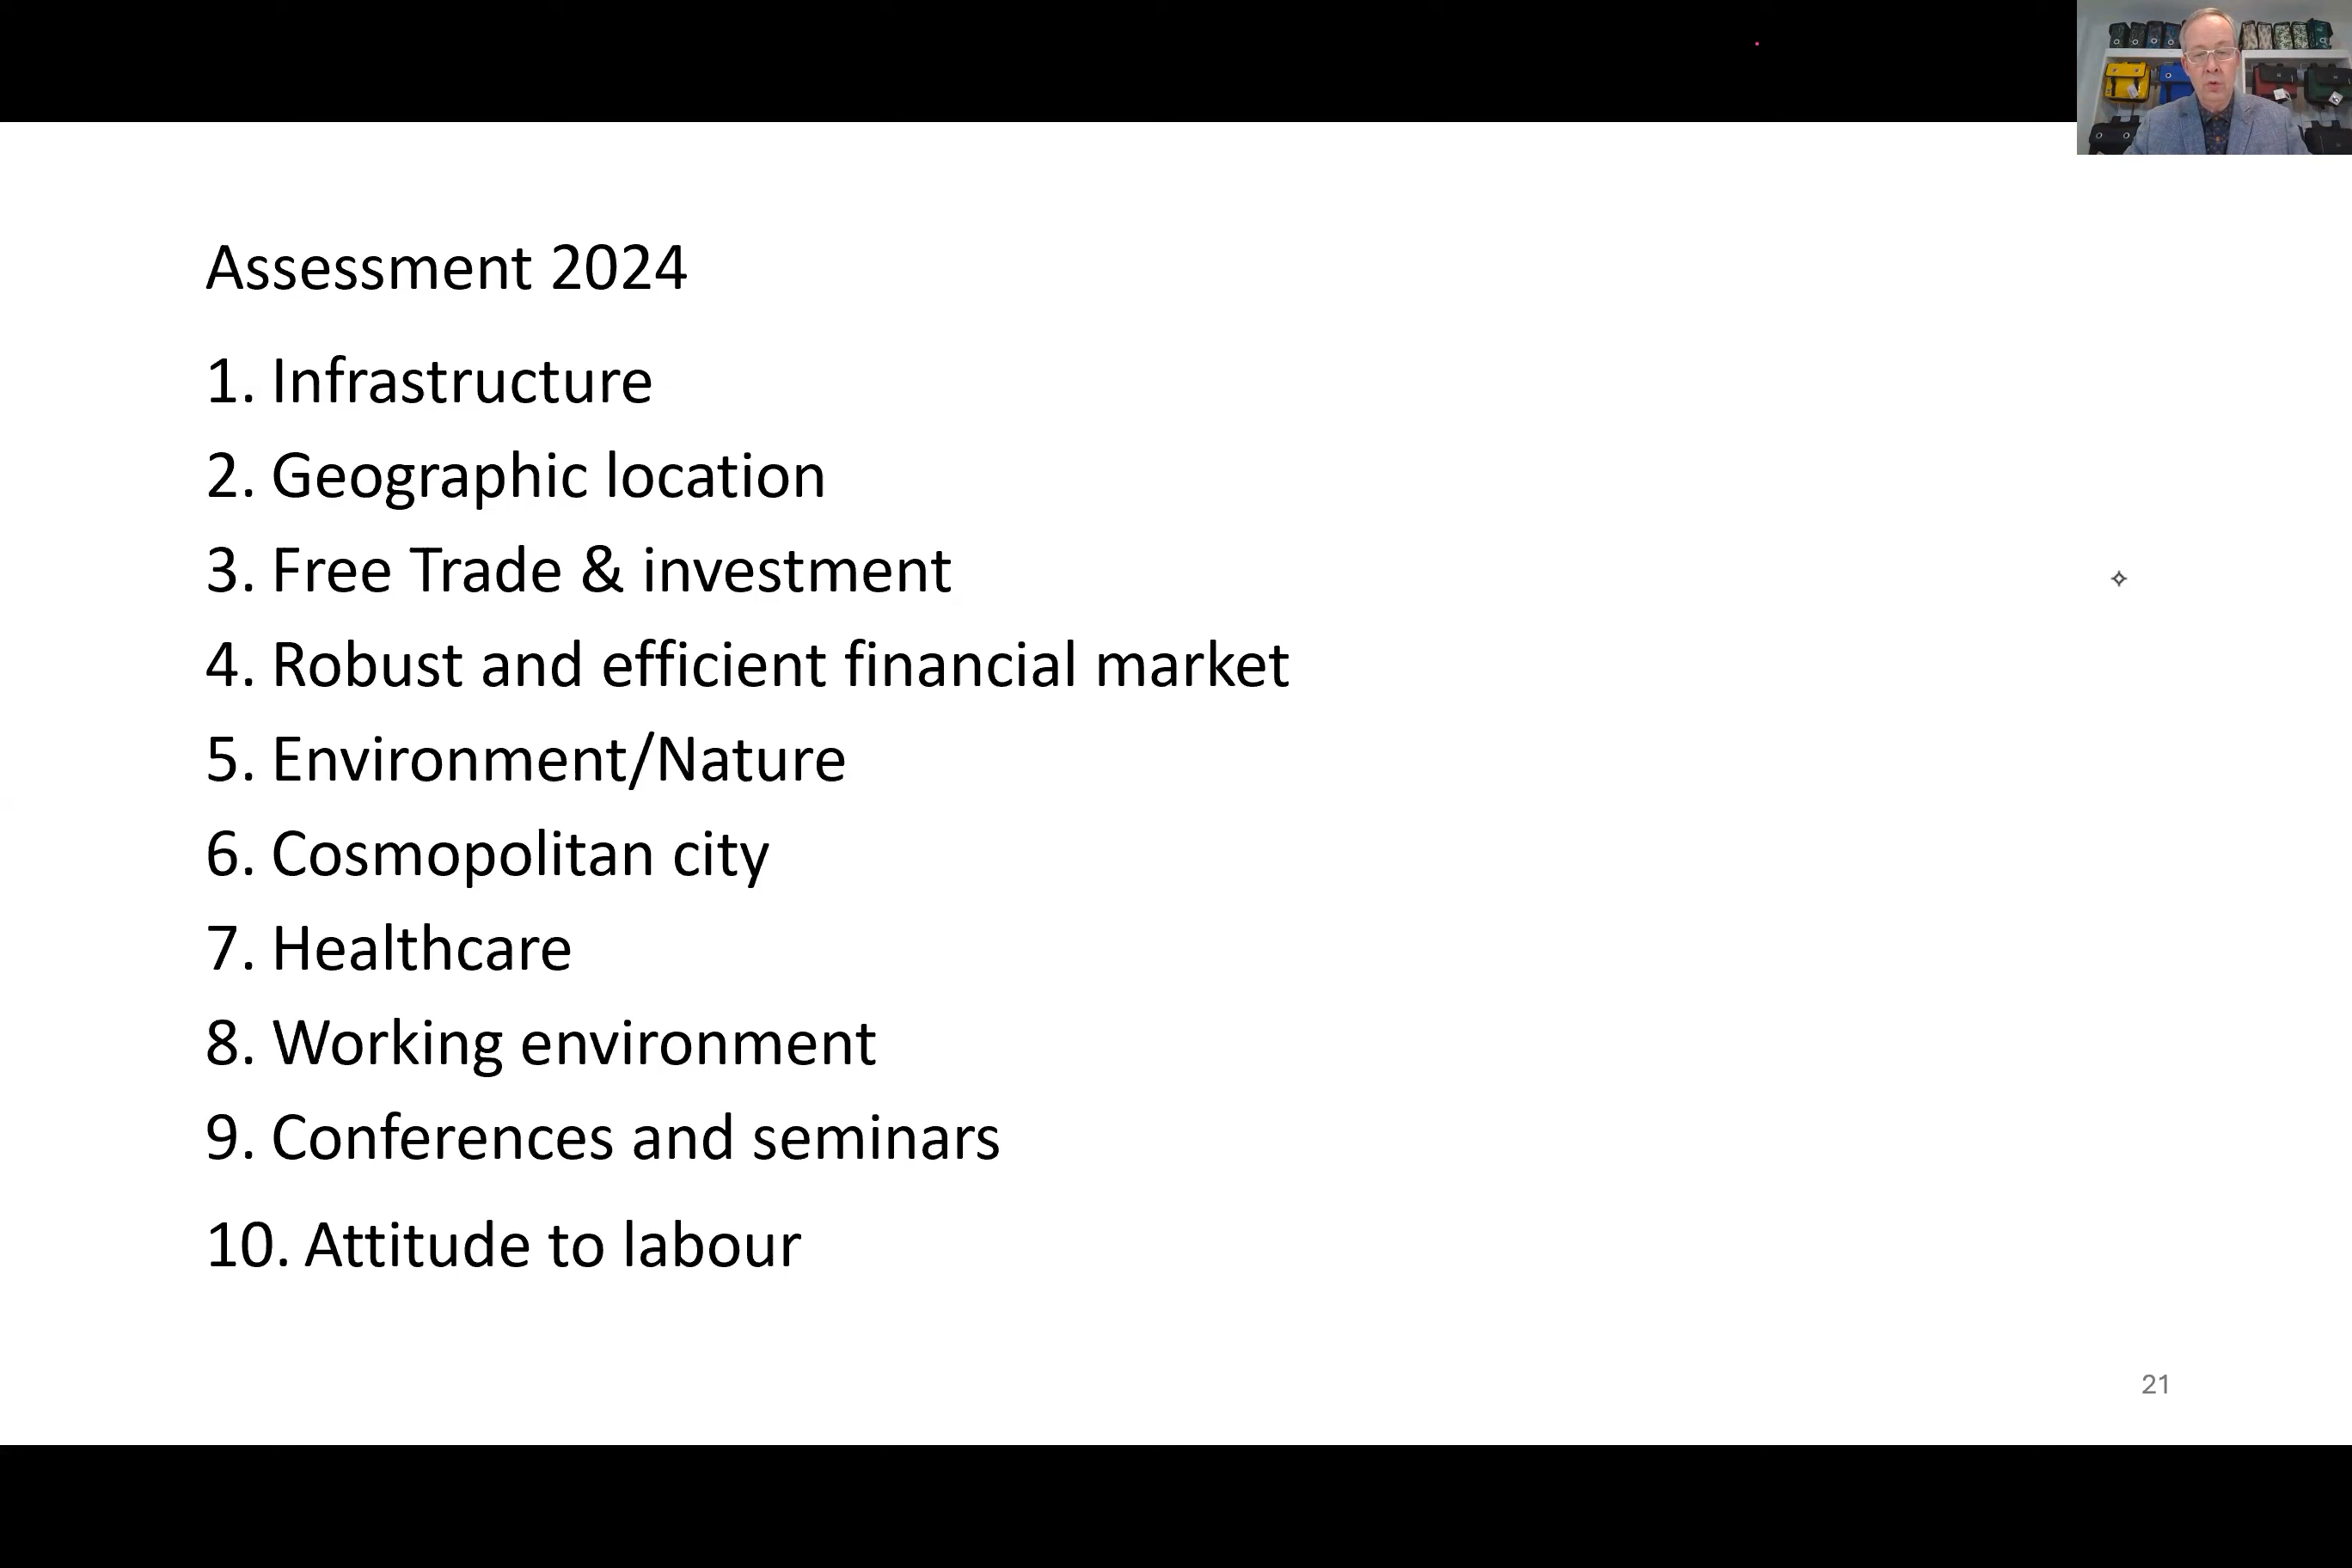 Assessment 2024
1. Infrastructure
2. Geographic location
3. Free Trade & investment
4. Robust and efficient financial market
5. Environment/Nature
6. Cosmopolitan city
7. Healthcare
8. Working environment
9. Conferences and seminars
10. Attitude to labour
21